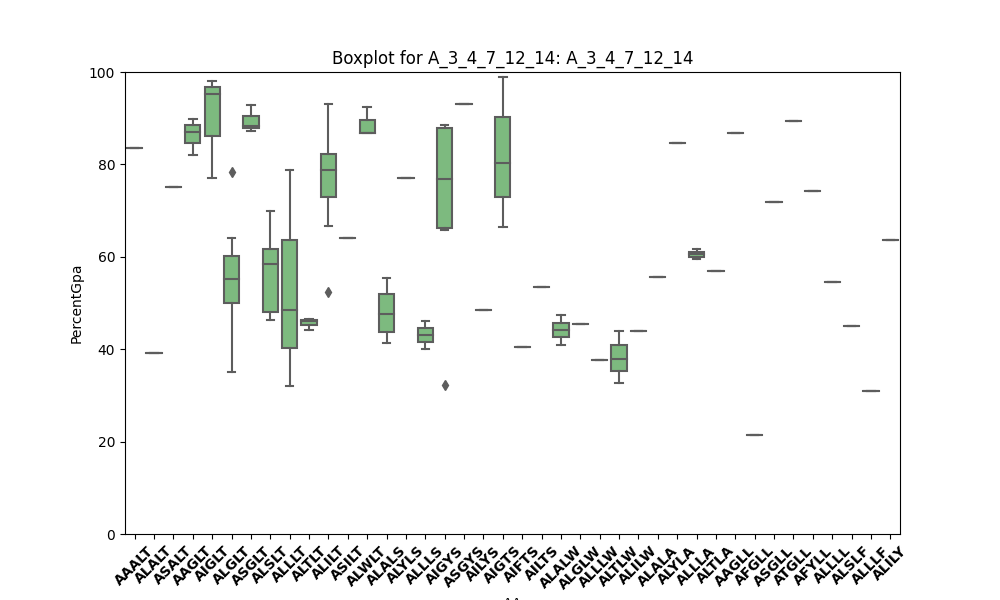 Boxplot for A_3_4_7_12_14: A_3_4_7_12_14
100
80
60
40
20
0
PercentGpa
AAALT
ALALT
ASALT
AAGLT
AIGLT
ALGLT
ASGLT
ALSLT
ALLLT
ALTLT
ALILT
ASILT
ALWLT
ALALS
ALYLS
ALLLS
AIGYS
ASGYS
AILYS
AIGTS
AIFTS
AILTS
ALALW
ALGLW
ALLLW
ALTLW
ALILW
ALALA
ALYLA
ALLLA
ALTLA
AAGLL
AFGLL
ASGLL
ATGLL
AFYLL
ALLLL
ALSLF
ALLLF
ALILY